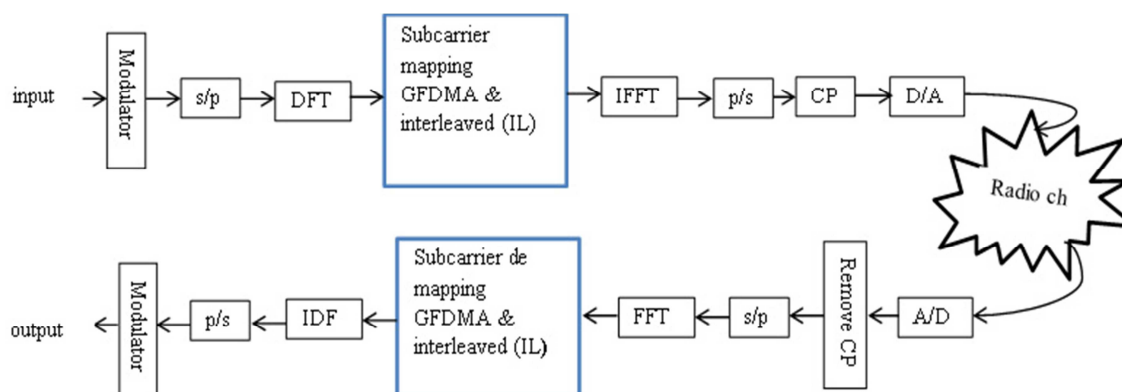 input
Modulator
s/p
DFT
Subcarrier
mapping
GFDMA &
interleaved (IL)
IFFT
p/s
CP
D/A
Radio ch
output
Modulator
p/s
IDF
Subcarrier de
mapping
GFDMA &
interleaved (IL)
FFT
s/p
Remove CP
A/D